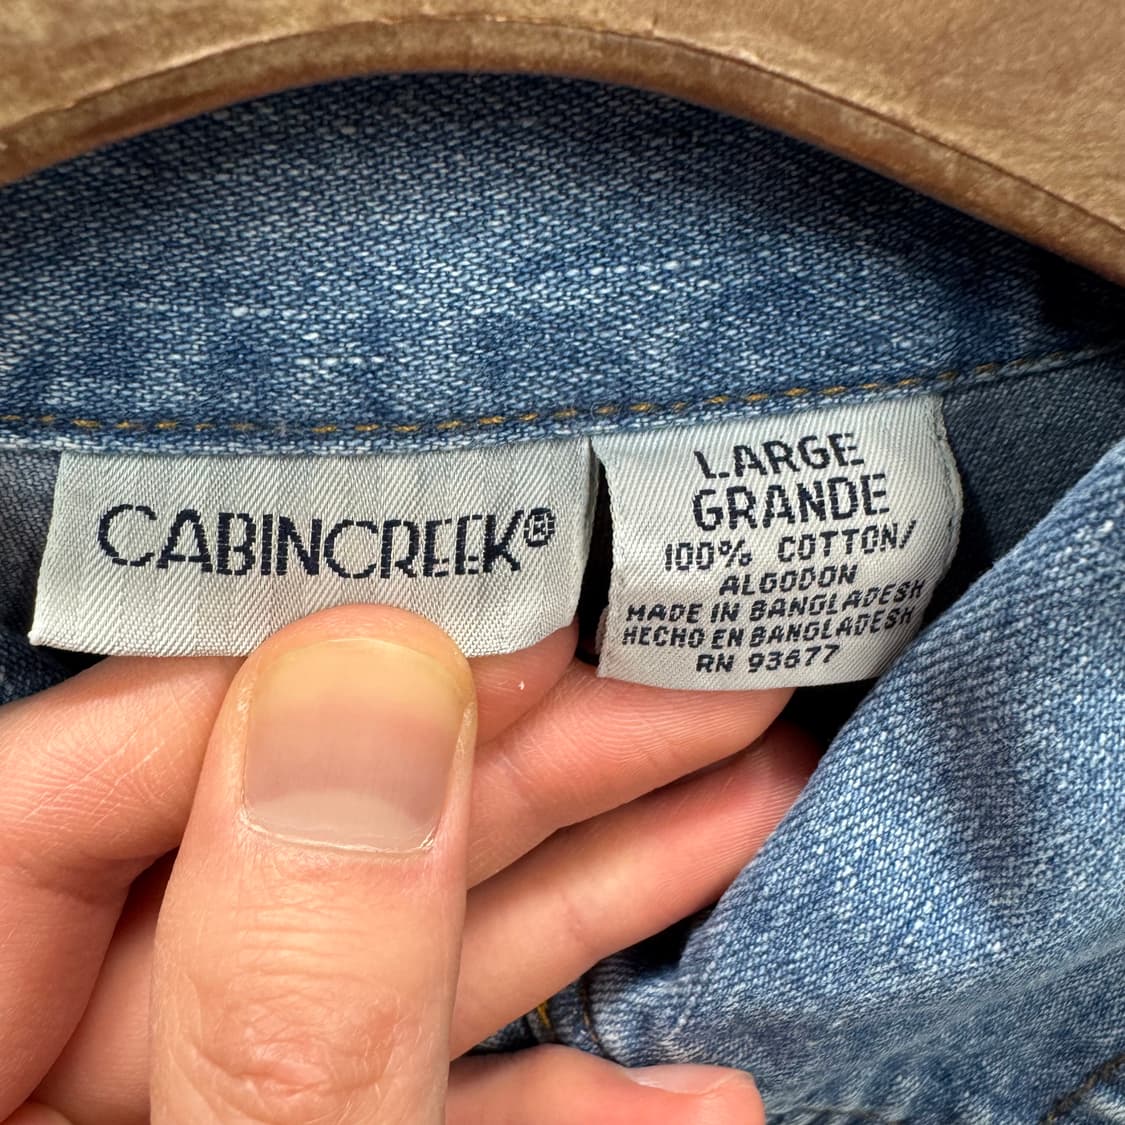 CABINCREEK®
LARGE
GRANDE
100% COTTON/
ALGODON
MADE IN BANGLADESH
HECHO EN BANGLADESH
RN 93677